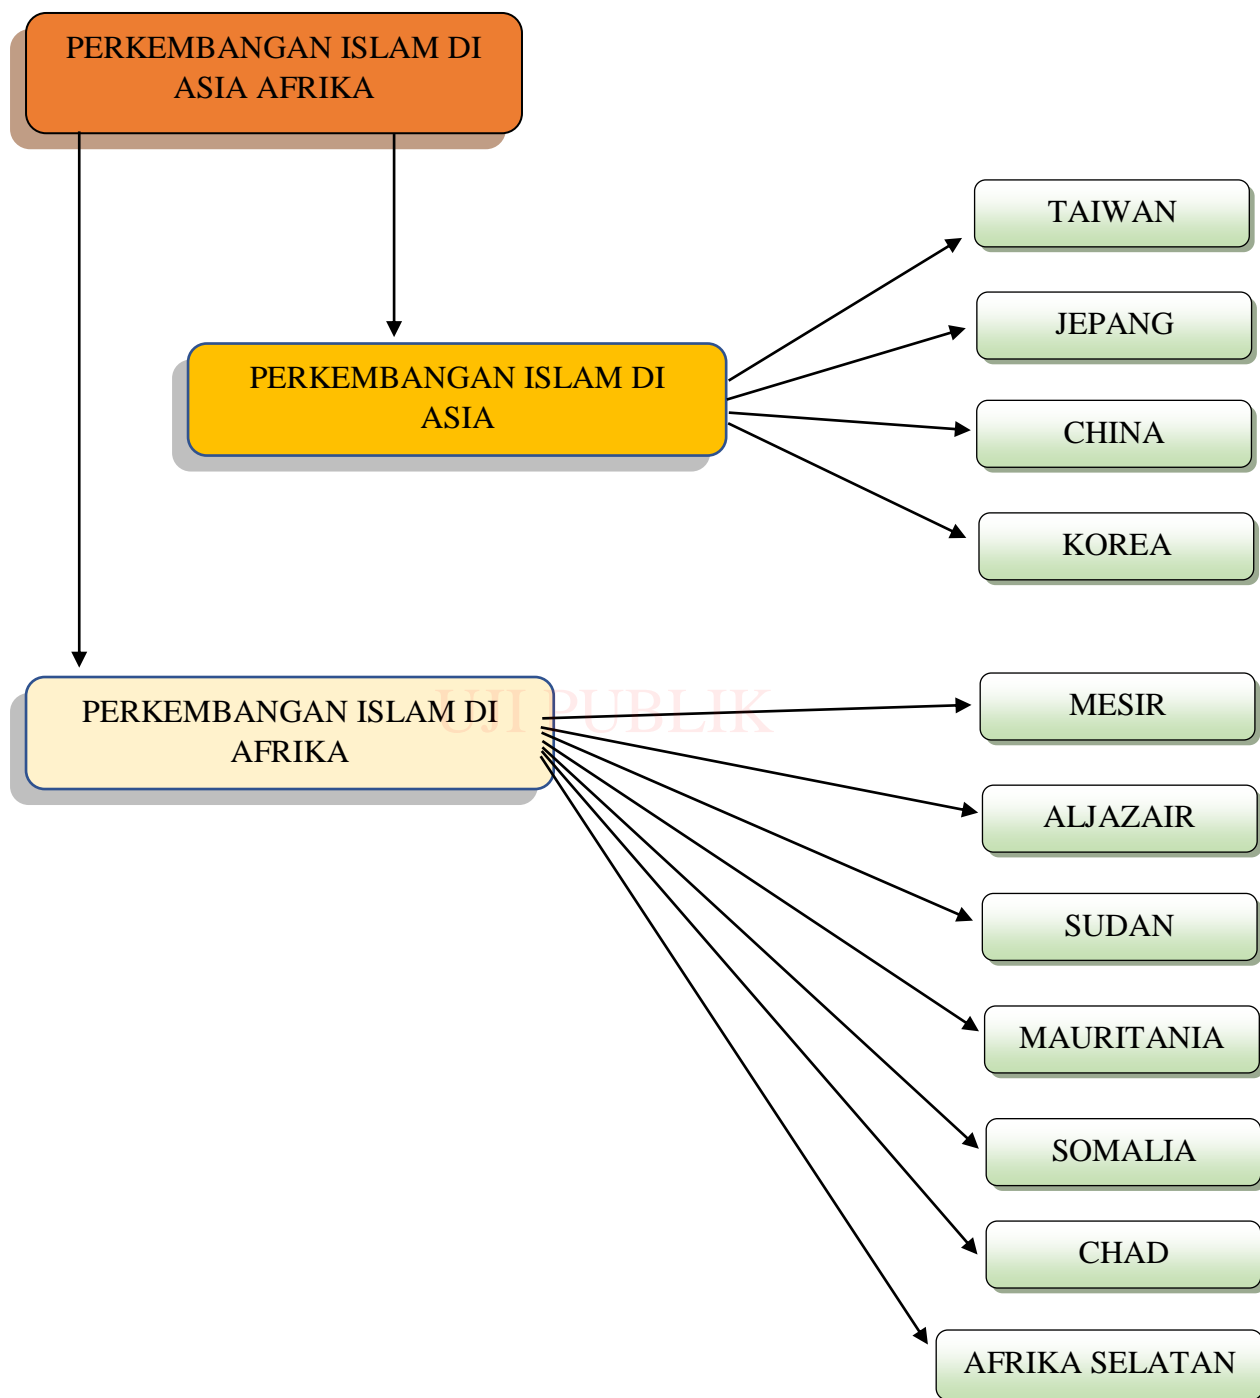 PERKEMBANGAN ISLAM DI
ASIA AFRIKA
TAIWAN
JEPANG
PERKEMBANGAN ISLAM DI
ASIA
CHINA
KOREA
PERKEMBANGAN ISLAM DI
AFRIKA
UJI PUBLIK
MESIR
ALJAZAIR
SUDAN
MAURITANIA
SOMALIA
CHAD
AFRIKA SELATAN